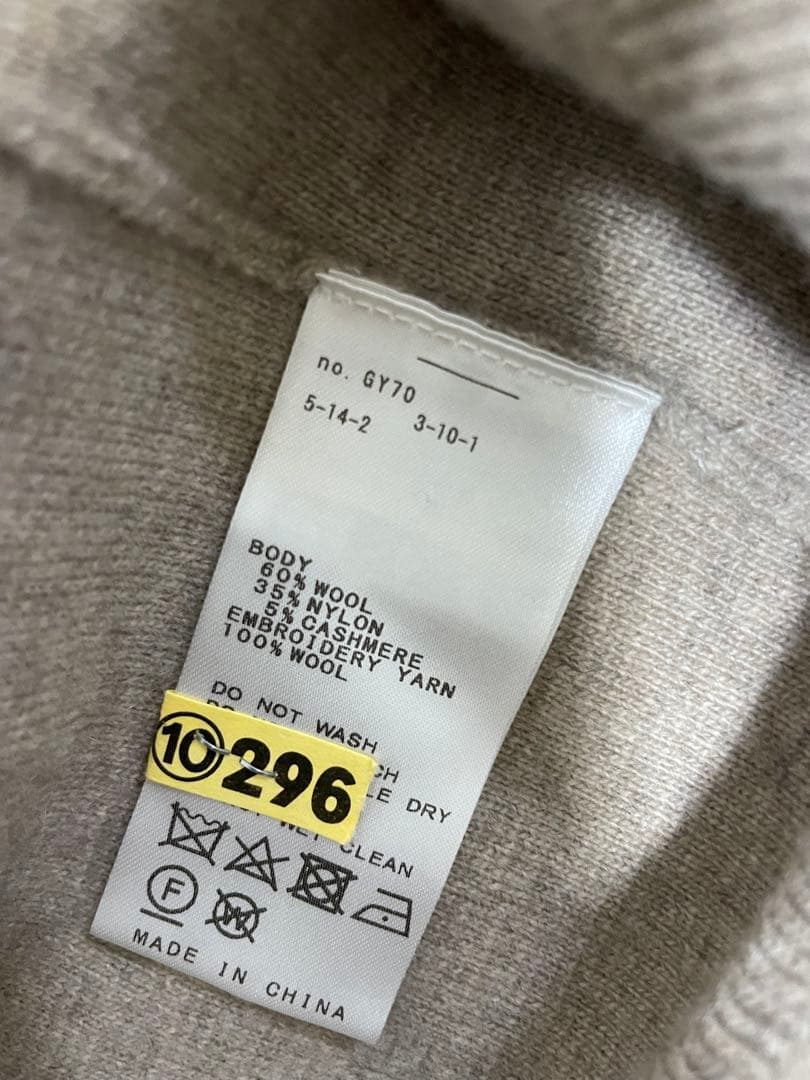 no. GY70
5-14-2 3-10-1
BODY
60% WOOL
35% NYLON
5% CASHMERE
EMBROIDERY YARN
100% WOOL
DO NOT WASH
10 296
DRY
CLEAN
F
W
MADE IN CHINA